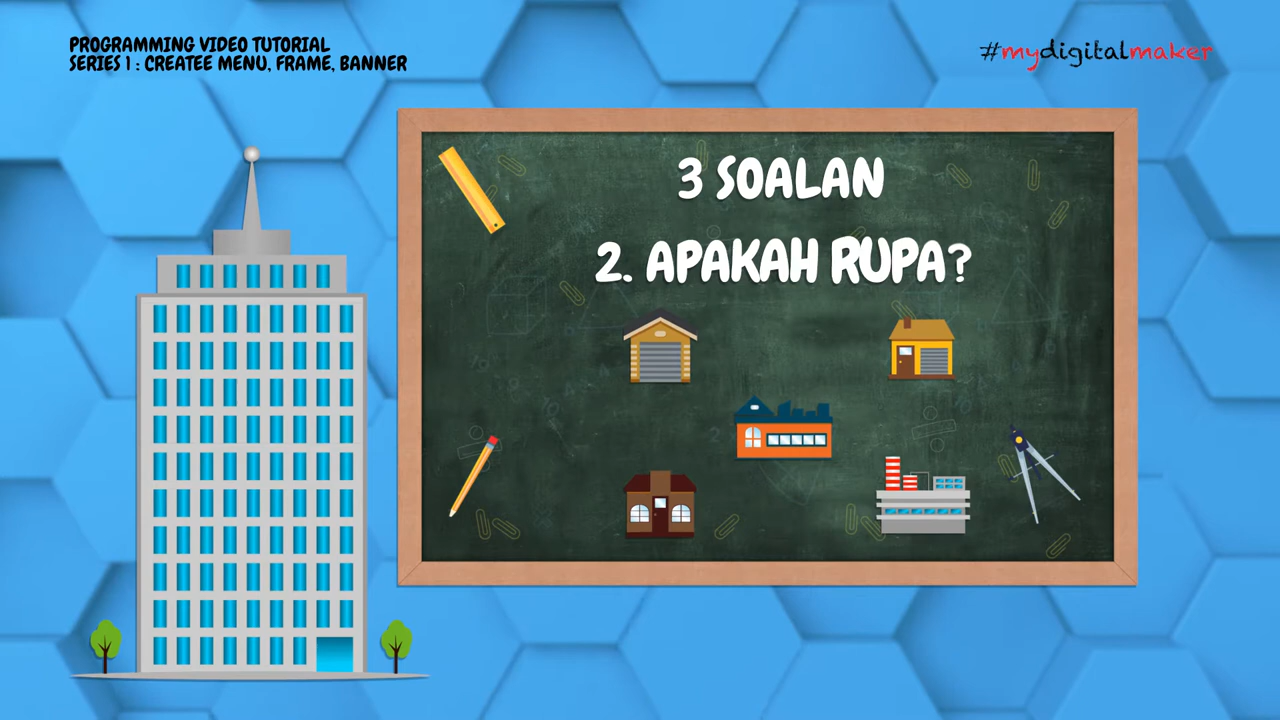 PROGRAMMING VIDEO TUTORIAL
SERIES 1 : CREATEE MENU, FRAME, BANNER
#mydigitalmaker
3 SOALAN
2. APAKAH RUPA?